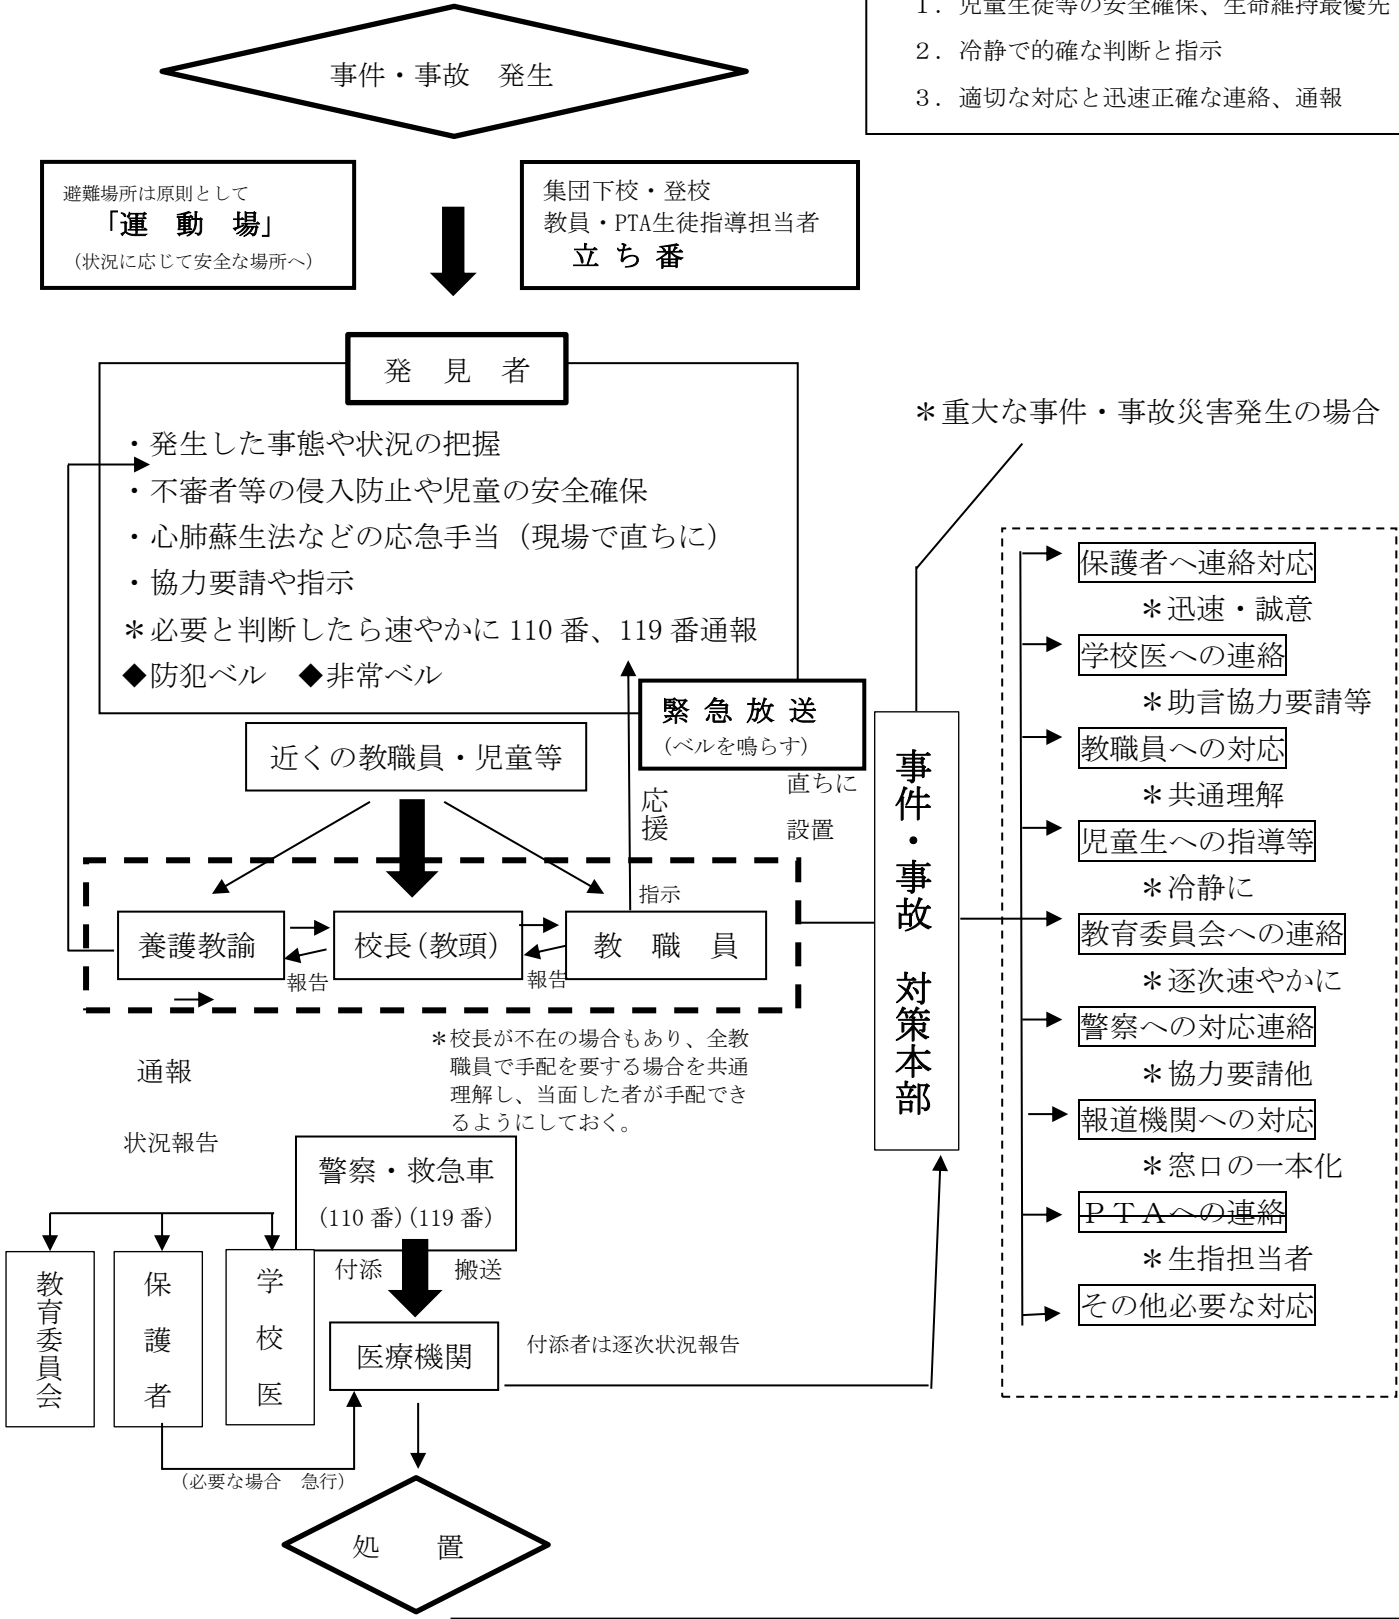 1．児童生徒等の安全確保、生命維持最優先
2．冷静で的確な判断と指示
3．適切な対応と迅速正確な連絡、通報
事件・事故　発生
避難場所は原則として
「運　動　場」
（状況に応じて安全な場所へ）
集団下校・登校
教員・PTA生徒指導担当者
立 ち 番
発　見　者
・発生した事態や状況の把握
・不審者等の侵入防止や児童の安全確保
・心肺蘇生法などの応急手当（現場で直ちに）
・協力要請や指示
＊必要と判断したら速やかに 110 番、119 番通報
◆防犯ベル　◆非常ベル
緊 急 放 送
（ベルを鳴らす）
近くの教職員・児童等
応援
直ちに
設置
指示
養護教諭
校長（教頭）
教　職　員
報告
報告
＊校長が不在の場合もあり、全教
職員で手配を要する場合を共通
理解し、当面した者が手配でき
るようにしておく。
通報
状況報告
警察・救急車
（110 番）（119 番）
付添
搬送
教育委員会
保護者
学校医
医療機関
付添者は逐次状況報告
（必要な場合　急行）
処　置
＊重大な事件・事故災害発生の場合
事件・事故　対策本部
保護者へ連絡対応
＊迅速・誠意
学校医への連絡
＊助言協力要請等
教職員への対応
＊共通理解
児童生への指導等
＊冷静に
教育委員会への連絡
＊逐次速やかに
警察への対応連絡
＊協力要請他
報道機関への対応
＊窓口の一本化
ＰＴＡへの連絡
＊生指担当者
その他必要な対応